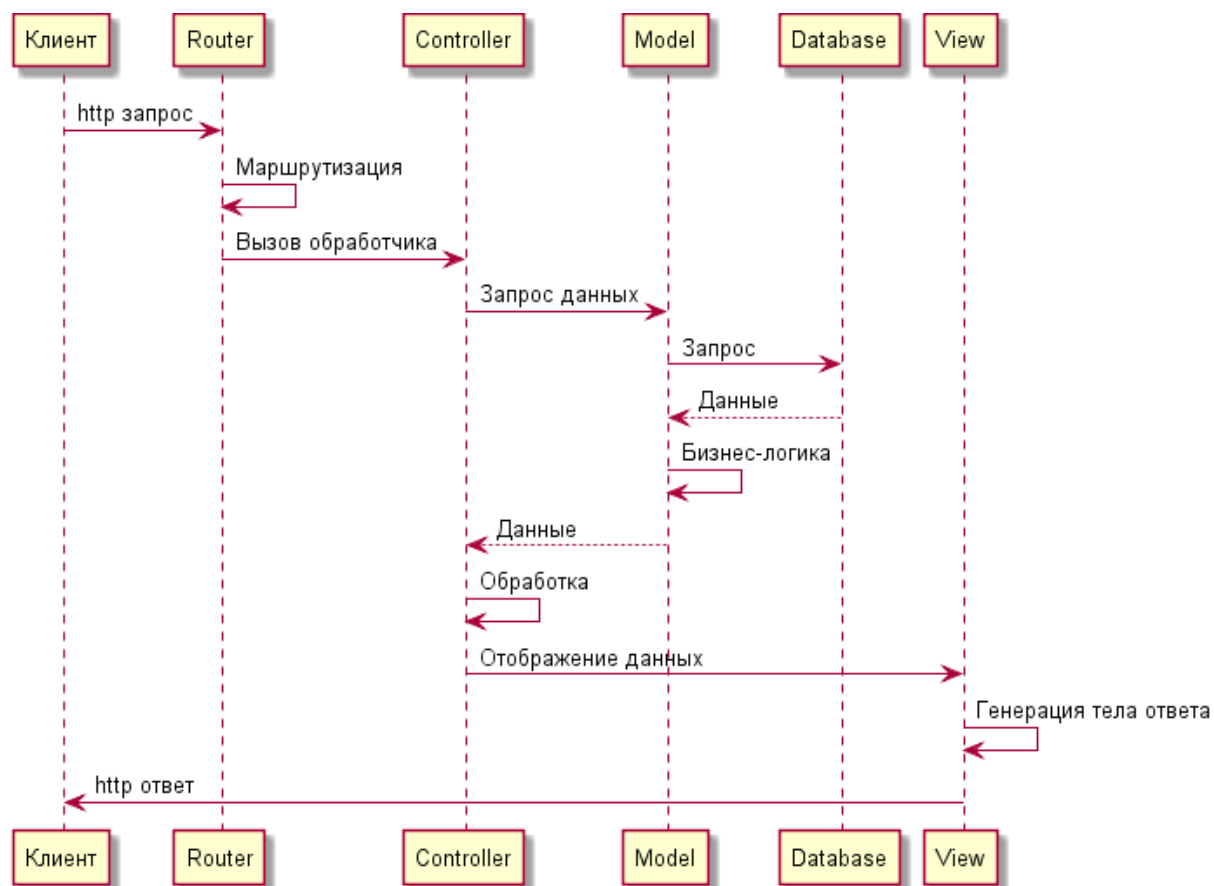 Клиент
Router
Controller
Model
Database
View
http запрос
Маршрутизация
Вызов обработчика
Запрос данных
Запрос
Данные
Бизнес-логика
Данные
Обработка
Отображение данных
Генерация тела ответа
http ответ
Клиент
Router
Controller
Model
Database
View